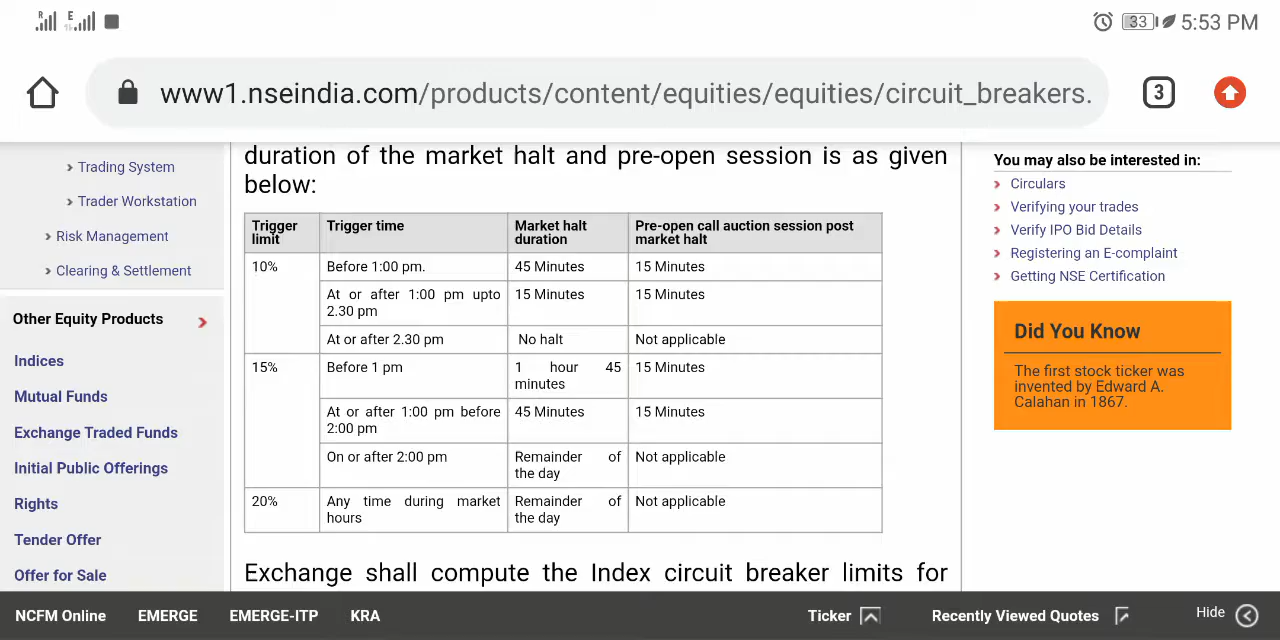 R E 33 5:53 PM
www1.nseindia.com/products/content/equities/equities/circuit_breakers. 3
Trading System
Trader Workstation
Risk Management
Clearing & Settlement
Other Equity Products
Indices
Mutual Funds
Exchange Traded Funds
Initial Public Offerings
Rights
Tender Offer
Offer for Sale
duration of the market halt and pre-open session is as given
below:
Trigger limit Trigger time Market halt duration Pre-open call auction session post market halt
10% Before 1:00 pm. 45 Minutes 15 Minutes
At or after 1:00 pm upto 15 Minutes 15 Minutes
2.30 pm
At or after 2.30 pm No halt Not applicable
15% Before 1 pm 1 hour 45 15 Minutes
minutes
At or after 1:00 pm before 45 Minutes 15 Minutes
2:00 pm
On or after 2:00 pm Remainder of Not applicable
the day
20% Any time during market Remainder of Not applicable
hours the day
Exchange shall compute the Index circuit breaker limits for
You may also be interested in:
Circulars
Verifying your trades
Verify IPO Bid Details
Registering an E-complaint
Getting NSE Certification
Did You Know
The first stock ticker was
invented by Edward A.
Calahan in 1867.
NCFM Online EMERGE EMERGE-ITP KRA Ticker Recently Viewed Quotes Hide